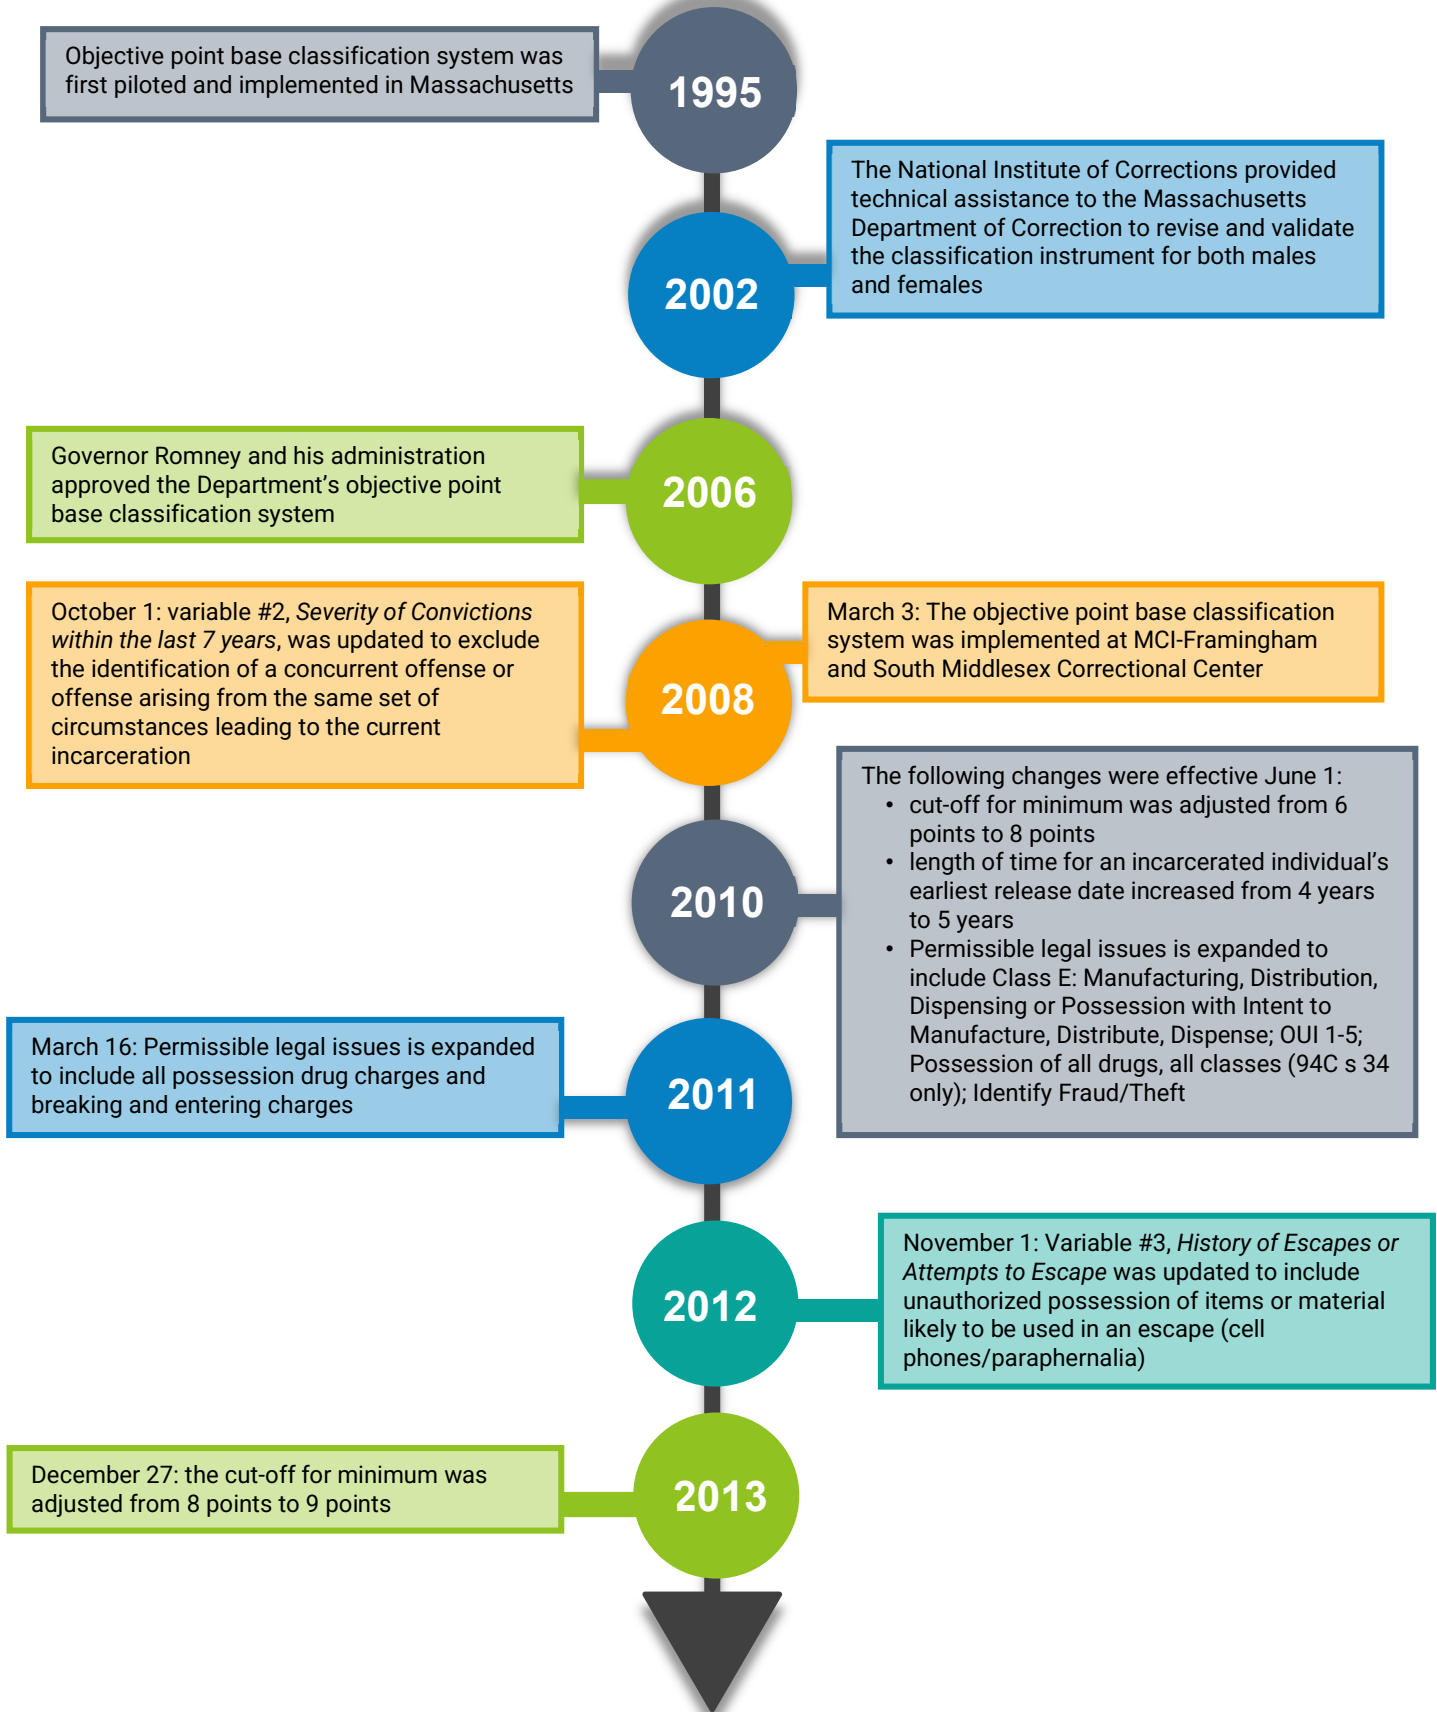 Objective point base classification system was
first piloted and implemented in Massachusetts
1995
The National Institute of Corrections provided
technical assistance to the Massachusetts
Department of Correction to revise and validate
the classification instrument for both males
and females
2002
Governor Romney and his administration
approved the Department’s objective point
base classification system
2006
March 3: The objective point base classification
system was implemented at MCI-Framingham
and South Middlesex Correctional Center
2008
October 1: variable #2, Severity of Convictions
within the last 7 years, was updated to exclude
the identification of a concurrent offense or
offense arising from the same set of
circumstances leading to the current
incarceration
2010
The following changes were effective June 1:
• cut-off for minimum was adjusted from 6
points to 8 points
• length of time for an incarcerated individual’s
earliest release date increased from 4 years
to 5 years
• Permissible legal issues is expanded to
include Class E: Manufacturing, Distribution,
Dispensing or Possession with Intent to
Manufacture, Distribute, Dispense; OUI 1-5;
Possession of all drugs, all classes (94C s 34
only); Identify Fraud/Theft
March 16: Permissible legal issues is expanded
to include all possession drug charges and
breaking and entering charges
2011
November 1: Variable #3, History of Escapes or
Attempts to Escape was updated to include
unauthorized possession of items or material
likely to be used in an escape (cell
phones/paraphernalia)
2012
December 27: the cut-off for minimum was
adjusted from 8 points to 9 points
2013